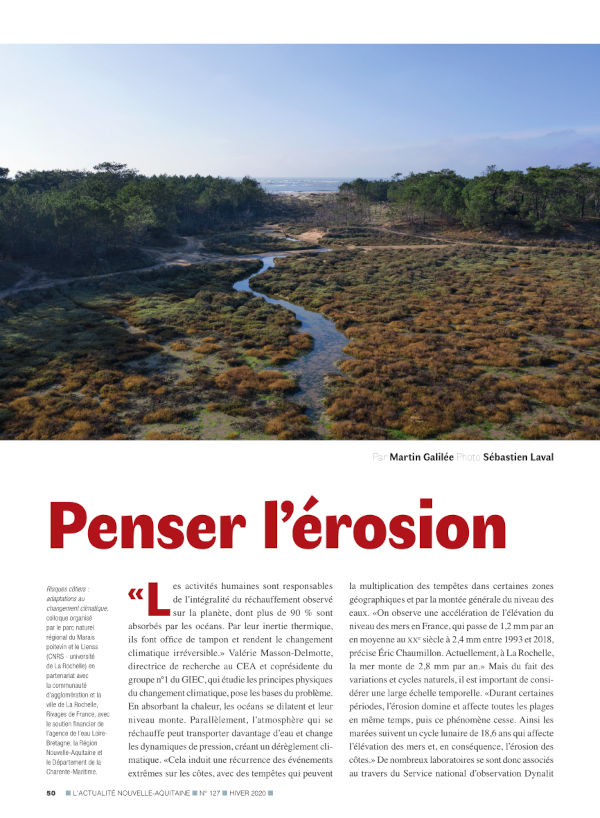 Par Martin Galilée Photo Sébastien Laval
Penser l'érosion
Risques côtiers :
adaptations au
changement climatique,
colloque organisé
par le parc naturel
régional du Marais
poitevin et le Lienss
(CNRS - université
de La Rochelle) en
partenariat avec
la communauté
d'agglomération et la
ville de La Rochelle,
Rivages de France, avec
le soutien financier de
l'agence de l'eau Loire-
Bretagne, la Région
Nouvelle-Aquitaine et
le Département de la
Charente-Maritime.
«Les activités humaines sont responsables
de l'intégralité du réchauffement observé
sur la planète, dont plus de 90 % sont
absorbés par les océans. Par leur inertie thermique,
ils font office de tampon et rendent le changement
climatique irréversible.» Valérie Masson-Delmotte,
directrice de recherche au CEA et coprésidente du
groupe n°1 du GIEC, qui étudie les principes physiques
du changement climatique, pose les bases du problème.
En absorbant la chaleur, les océans se dilatent et leur
niveau monte. Parallèlement, l'atmosphère qui se
réchauffe peut transporter davantage d'eau et change
les dynamiques de pression, créant un dérèglement cli-
matique. «Cela induit une récurrence des événements
extrêmes sur les côtes, avec des tempêtes qui peuvent
la multiplication des tempêtes dans certaines zones
géographiques et par la montée générale du niveau des
eaux. «On observe une accélération de l'élévation du
niveau des mers en France, qui passe de 1,2 mm par an
en moyenne au XXe siècle à 2,4 mm entre 1993 et 2018,
précise Éric Chaumillon. Actuellement, à La Rochelle,
la mer monte de 2,8 mm par an.» Mais du fait des
variations et cycles naturels, il est important de consi-
dérer une large échelle temporelle. «Durant certaines
périodes, l'érosion domine et affecte toutes les plages
en même temps, puis ce phénomène cesse. Ainsi les
marées suivent un cycle lunaire de 18,6 ans qui affecte
l'élévation des mers et, en conséquence, l'érosion des
côtes.» De nombreux laboratoires se sont donc associés
au travers du Service national d'observation Dynalit
50 ■ L'ACTUALITÉ NOUVELLE-AQUITAINE ■ N° 127 ■ HIVER 2020 ■